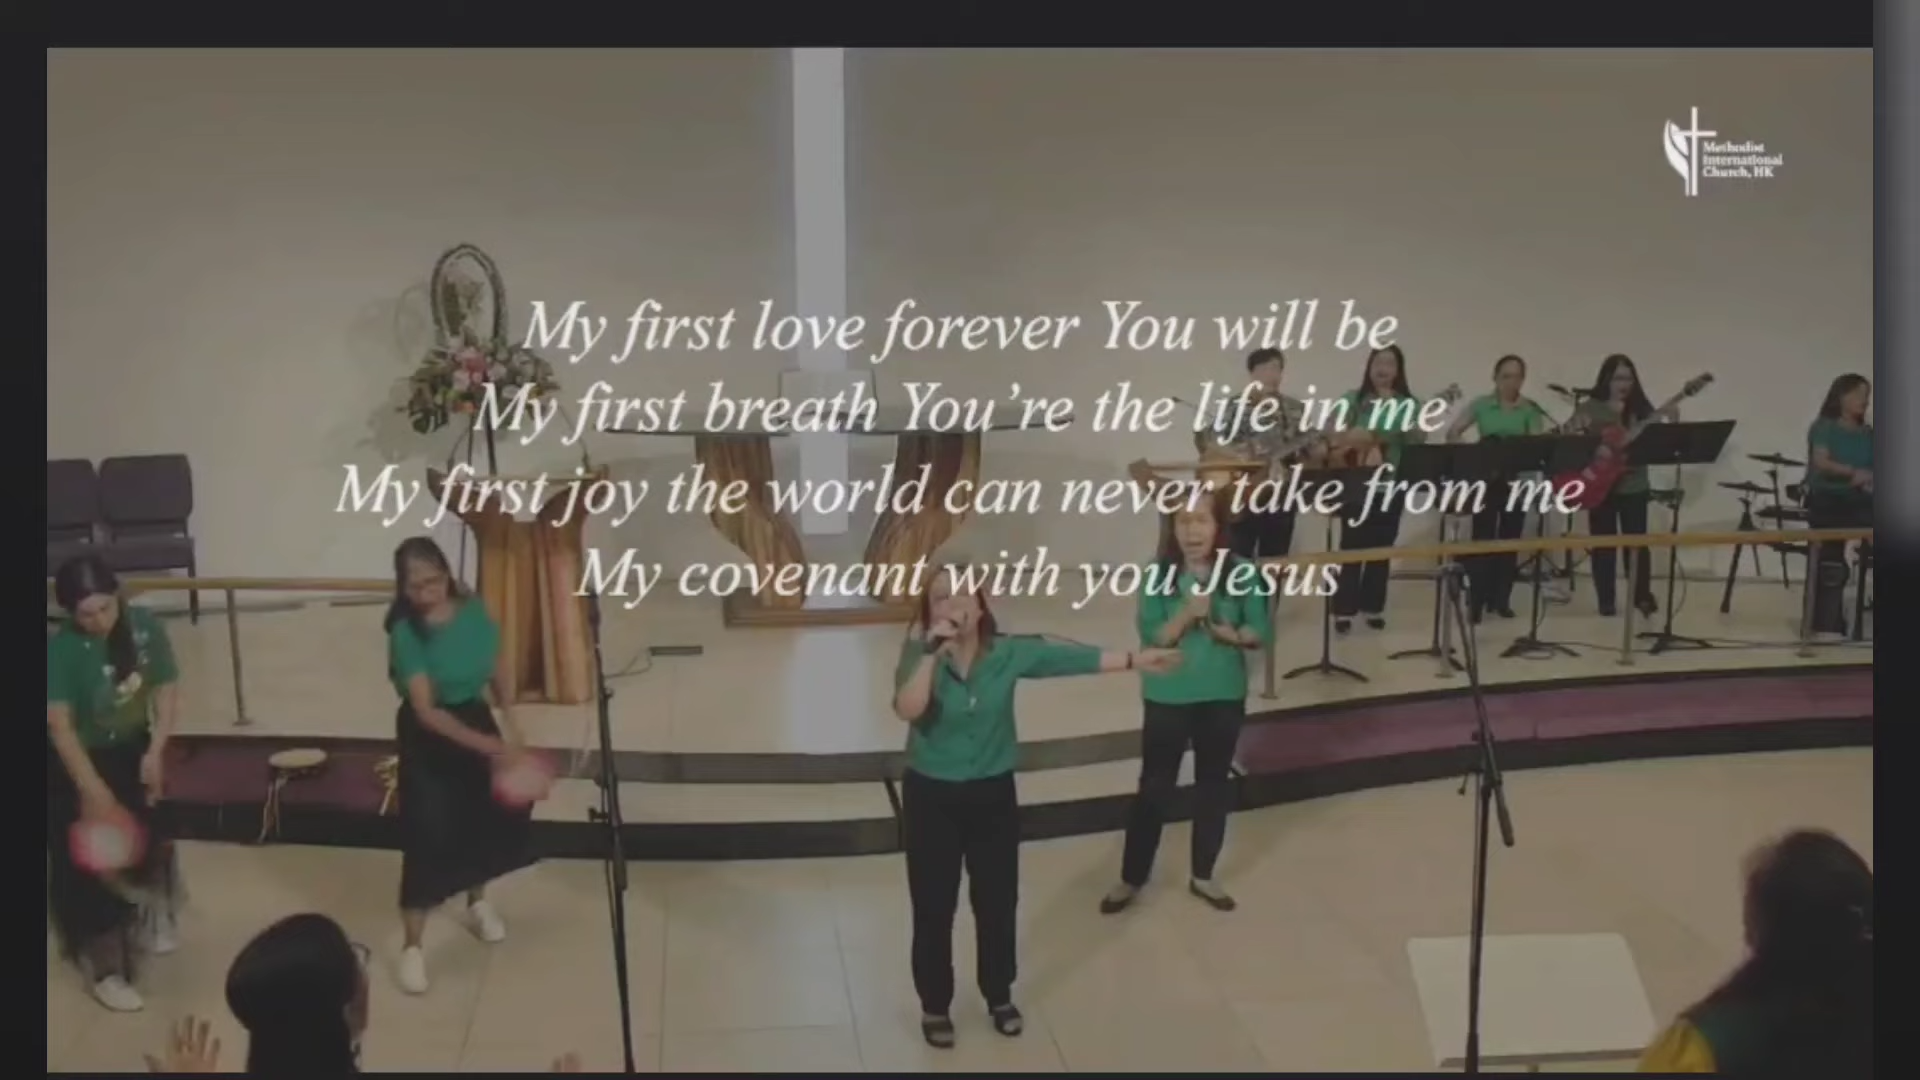 Methodist
International
Church, HK
My first love forever You will be
My first breath You’re the life in me
My first joy the world can never take from me
My covenant with you Jesus